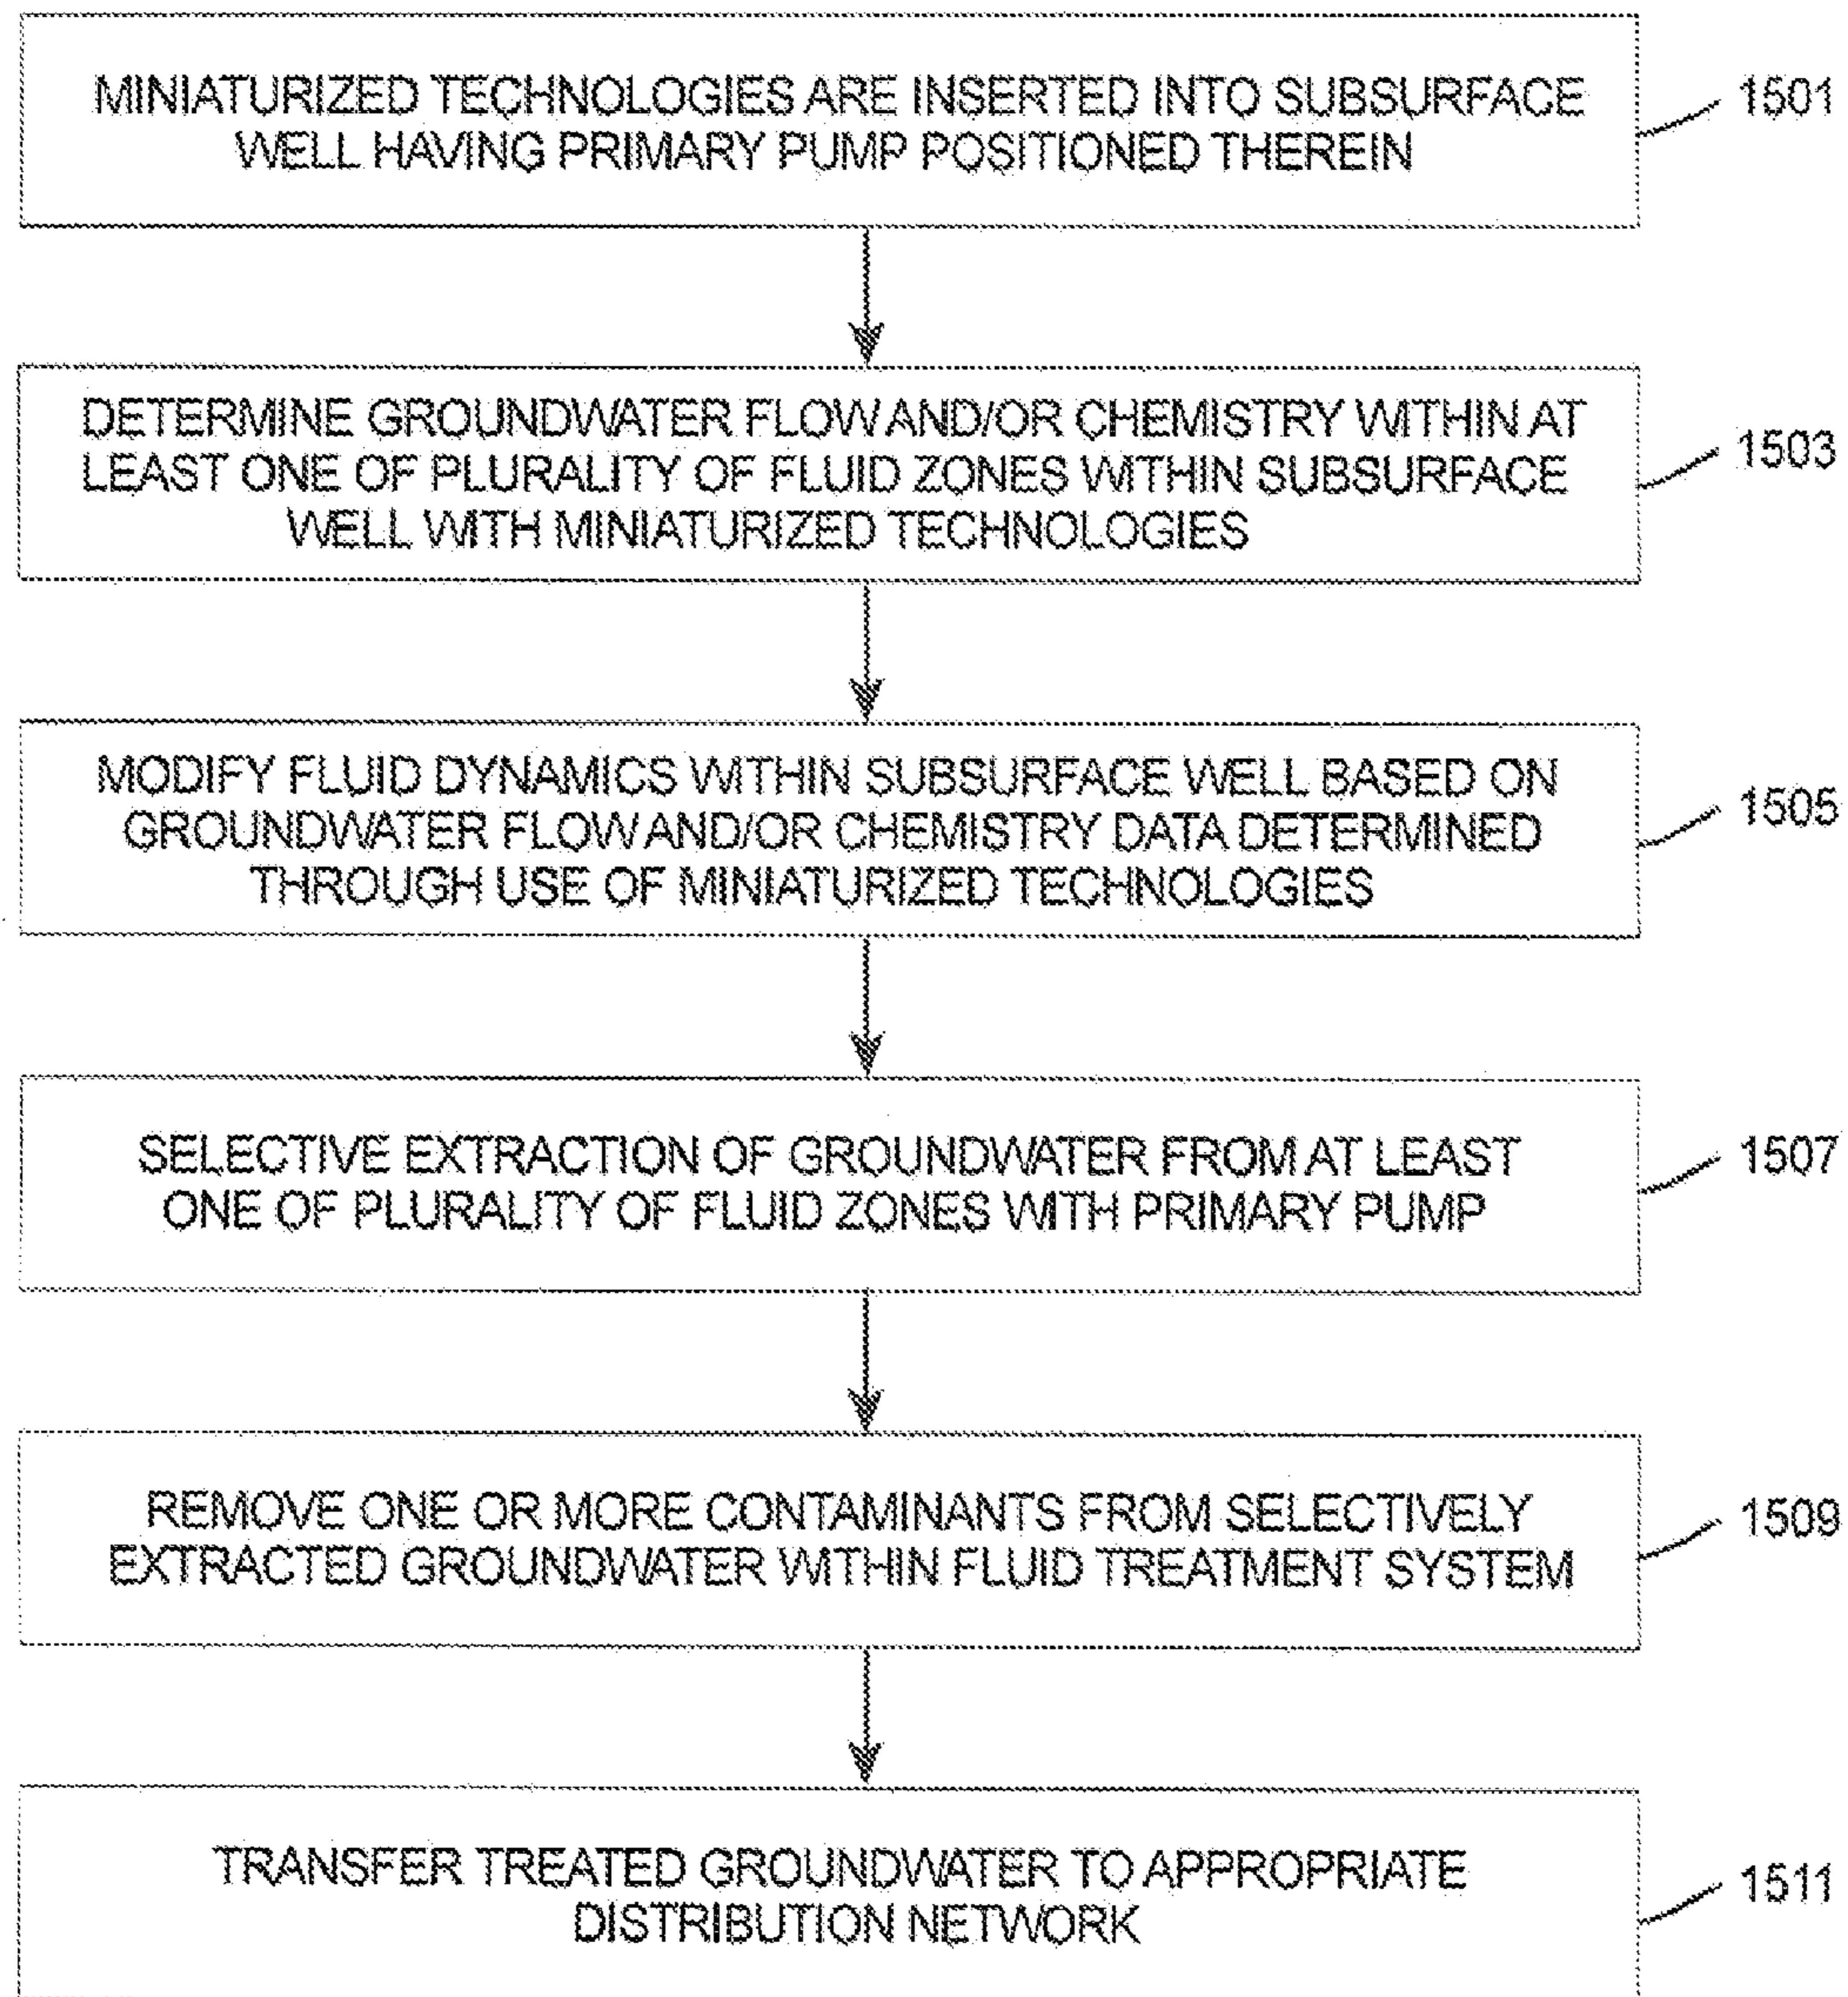 MINIATURIZED TECHNOLOGIES ARE INSERTED INTO SUBSURFACE
WELL HAVING PRIMARY PUMP POSITIONED THEREIN
1501
DETERMINE GROUNDWATER FLOW AND/OR CHEMISTRY WITHIN AT
LEAST ONE OF PLURALITY OF FLUID ZONES WITHIN SUBSURFACE
WELL WITH MINIATURIZED TECHNOLOGIES
1503
MODIFY FLUID DYNAMICS WITHIN SUBSURFACE WELL BASED ON
GROUNDWATER FLOW AND/OR CHEMISTRY DATA DETERMINED
THROUGH USE OF MINIATURIZED TECHNOLOGIES
1505
SELECTIVE EXTRACTION OF GROUNDWATER FROM AT LEAST
ONE OF PLURALITY OF FLUID ZONES WITH PRIMARY PUMP
1507
REMOVE ONE OR MORE CONTAMINANTS FROM SELECTIVELY
EXTRACTED GROUNDWATER WITHIN FLUID TREATMENT SYSTEM
1509
TRANSFER TREATED GROUNDWATER TO APPROPRIATE
DISTRIBUTION NETWORK
1511